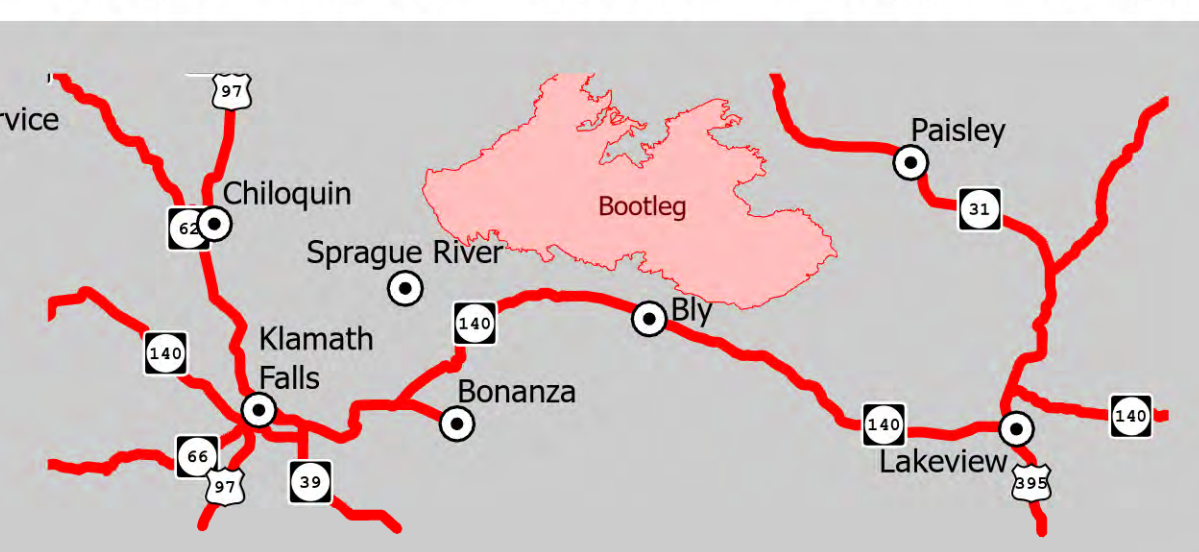 97
rvice
Paisley
Chiloquin
Bootleg
31
62
Sprague River
Bly
140
140
Klamath
Falls
Bonanza
140
140
Lakeview
66
97
39
395